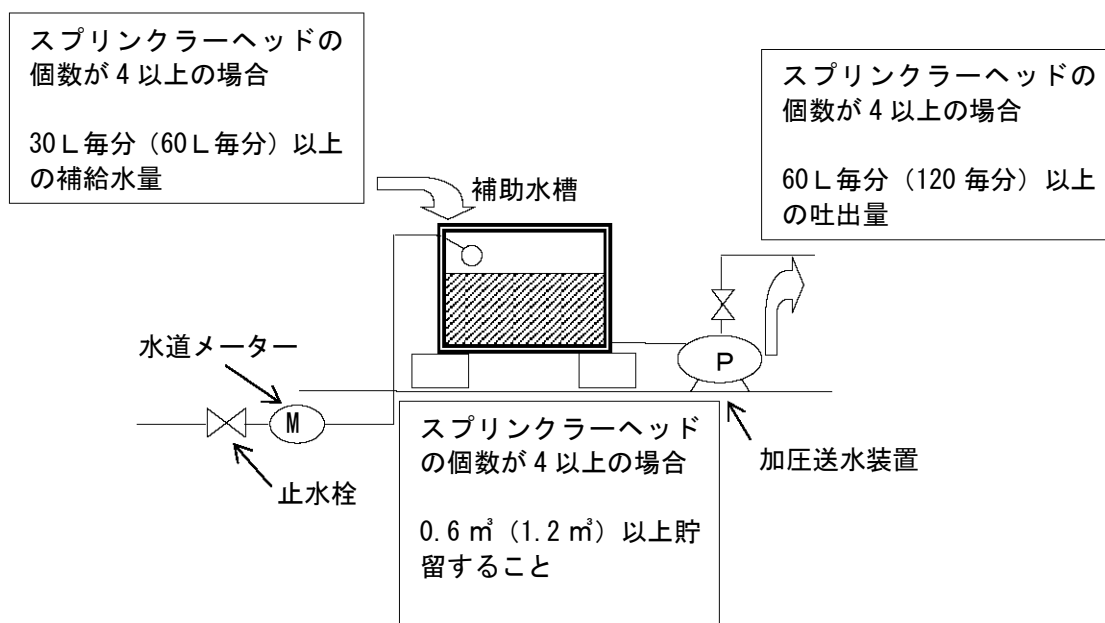 スプリンクラーヘッドの
個数が４以上の場合
30Ｌ毎分（60Ｌ毎分）以上
の補給水量
スプリンクラーヘッドの
個数が４以上の場合
60Ｌ毎分（120 毎分）以上
の吐出量
補助水槽
水道メーター
P
M
止水栓
加圧送水装置
スプリンクラーヘッド
の個数が４以上の場合
0.6 ㎥（1.2 ㎥）以上貯
留すること